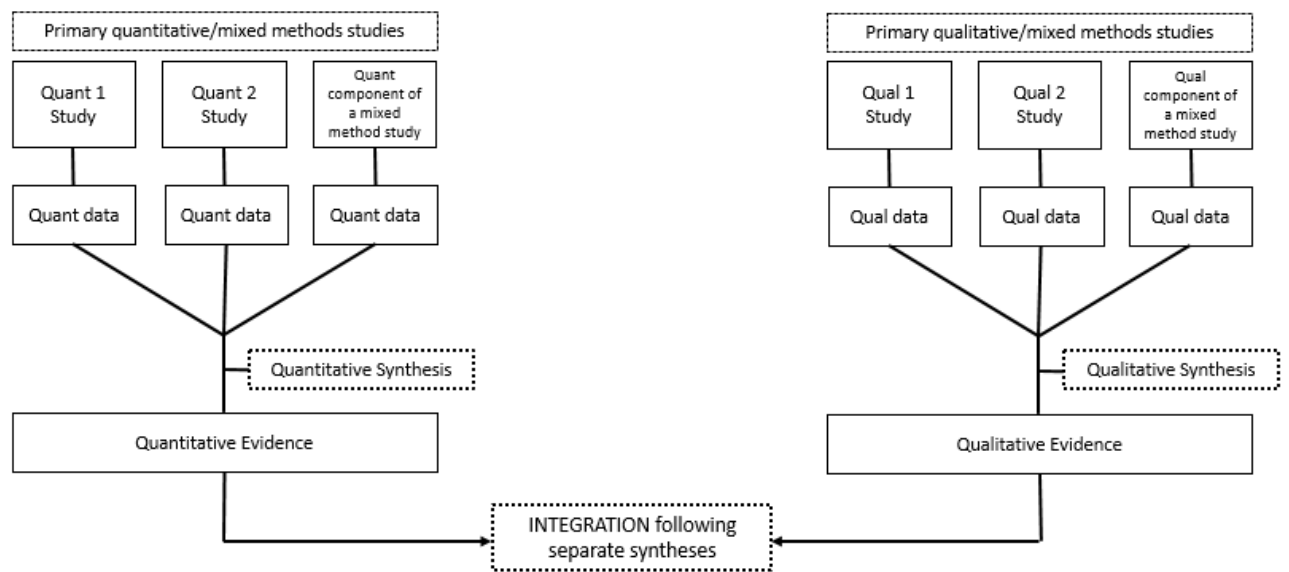 Primary quantitative/mixed methods studies
Quant 1
Study
Quant 2
Study
Quant
component of
a mixed
method study
Quant data
Quant data
Quant data
Quantitative Synthesis
Quantitative Evidence
Primary qualitative/mixed methods studies
Qual 1
Study
Qual 2
Study
Qual
component of
a mixed
method study
Qual data
Qual data
Qual data
Qualitative Synthesis
Qualitative Evidence
INTEGRATION following
separate syntheses